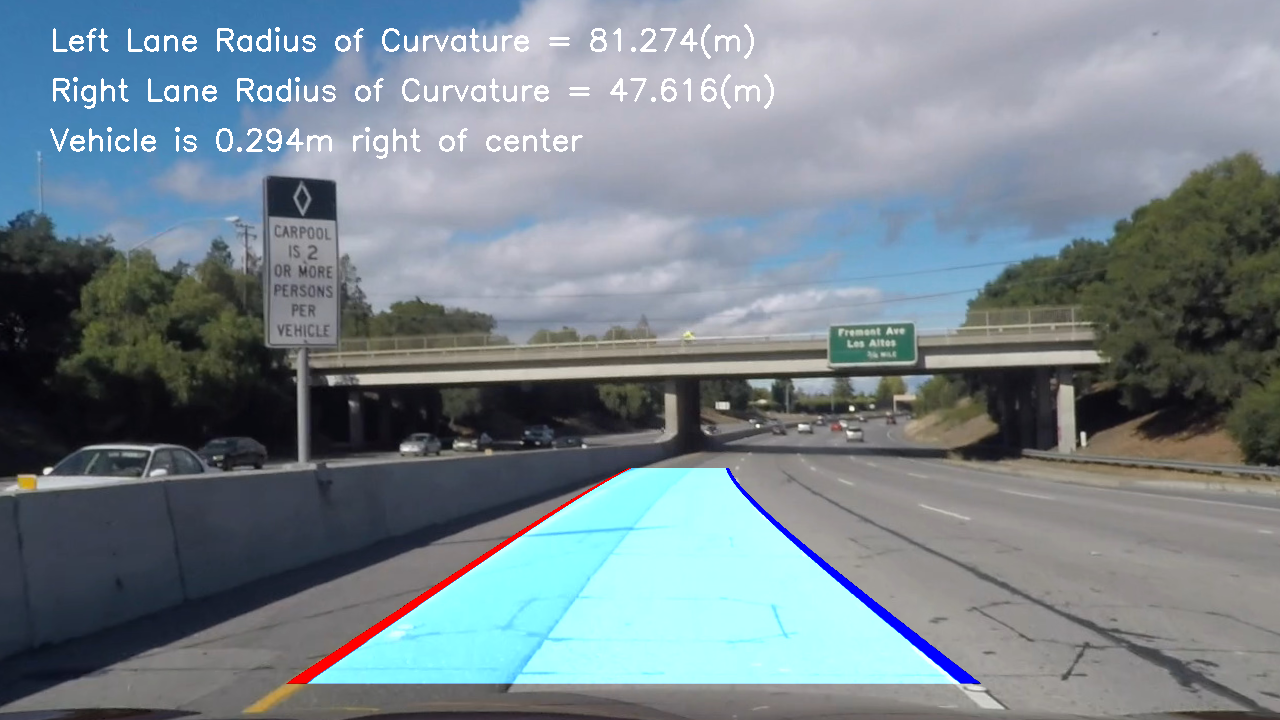 Left Lane Radius of Curvature = 81.274(m)
Right Lane Radius of Curvature = 47.616(m)
Vehicle is 0.294m right of center
CARPOOL
IS 2
OR MORE
PERSONS
PER
VEHICLE
Fremont Ave
Los Altos
MILE